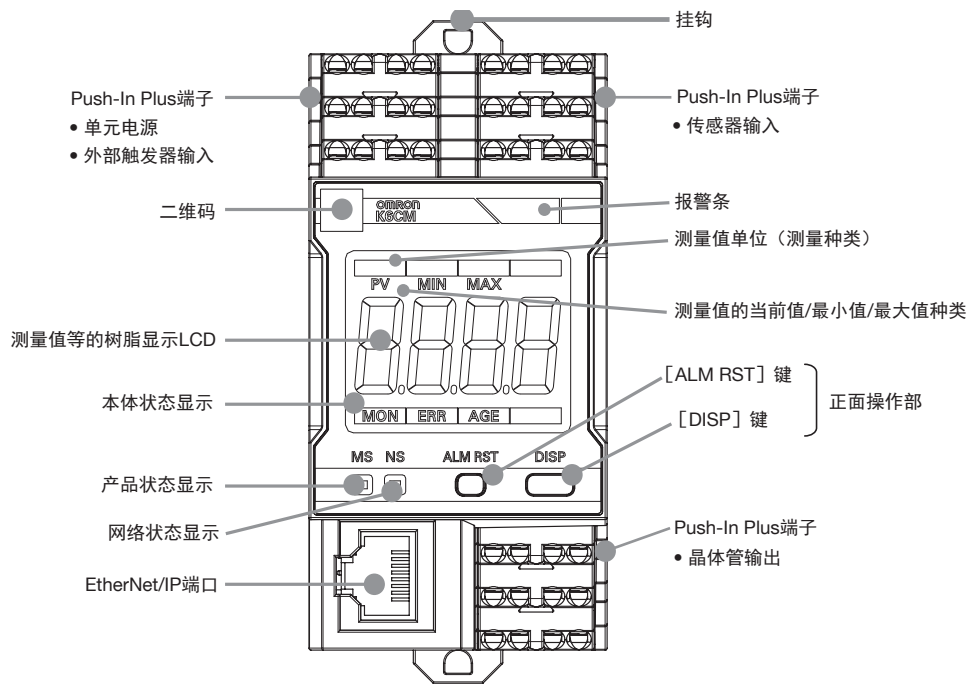 挂钩
Push-In Plus端子
• 单元电源
• 外部触发器输入
Push-In Plus端子
• 传感器输入
二维码
OMRON
K6CM
报警条
测量值单位（测量种类）
PV MIN MAX
测量值的当前值/最小值/最大值种类
测量值等的树脂显示LCD
［ALM RST］键
本体状态显示
MON ERR AGE
［DISP］键
正面操作部
MS NS ALM RST DISP
产品状态显示
网络状态显示
Push-In Plus端子
• 晶体管输出
EtherNet/IP端口